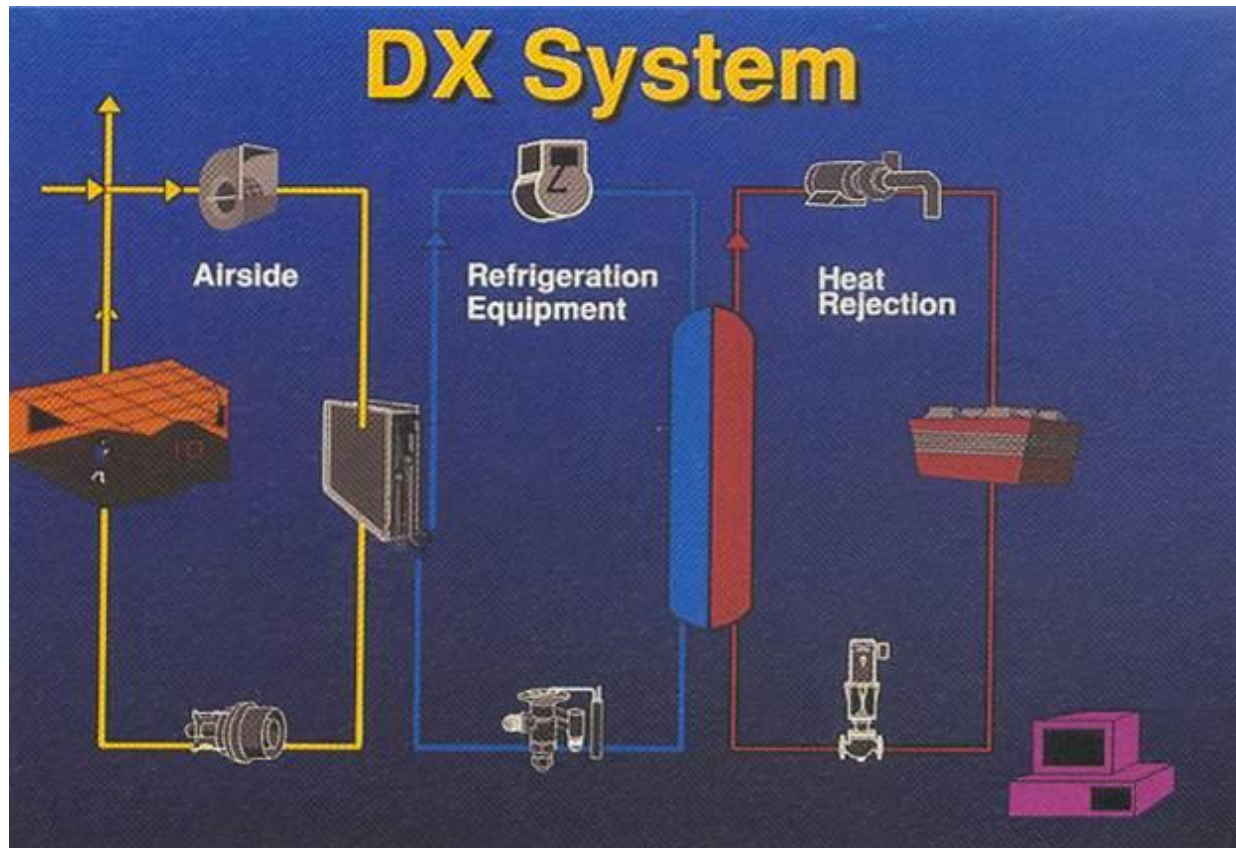 DX System
Airside
Refrigeration
Equipment
Heat
Rejection